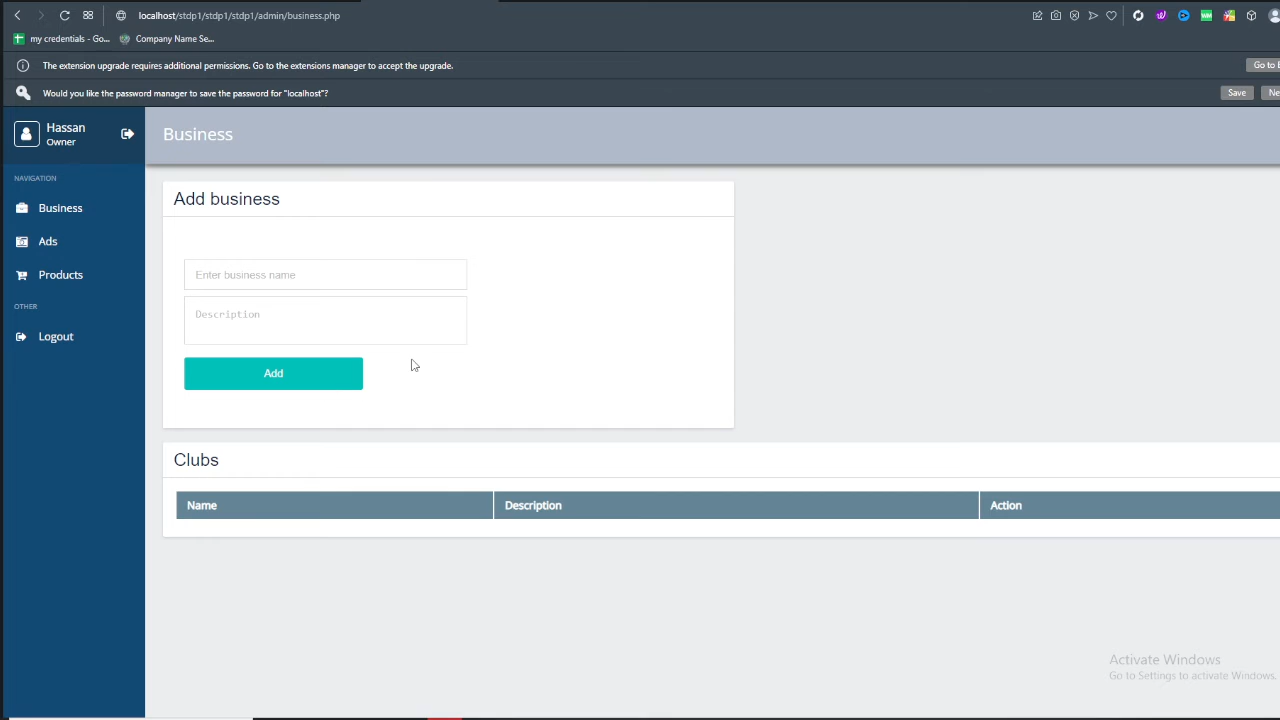 localhost/stdp1/stdp1/stdp1/admin/business.php
my credentials - Go... Company Name Se...
The extension upgrade requires additional permissions. Go to the extensions manager to accept the upgrade. Go to
Would you like the password manager to save the password for "localhost"? Save Ne
Hassan
Owner
Business
NAVIGATION
Business
Ads
Products
OTHER
Logout
Add business
Enter business name
Description
Add
Clubs
Name Description Action
Activate Windows
Go to Settings to activate Windows.